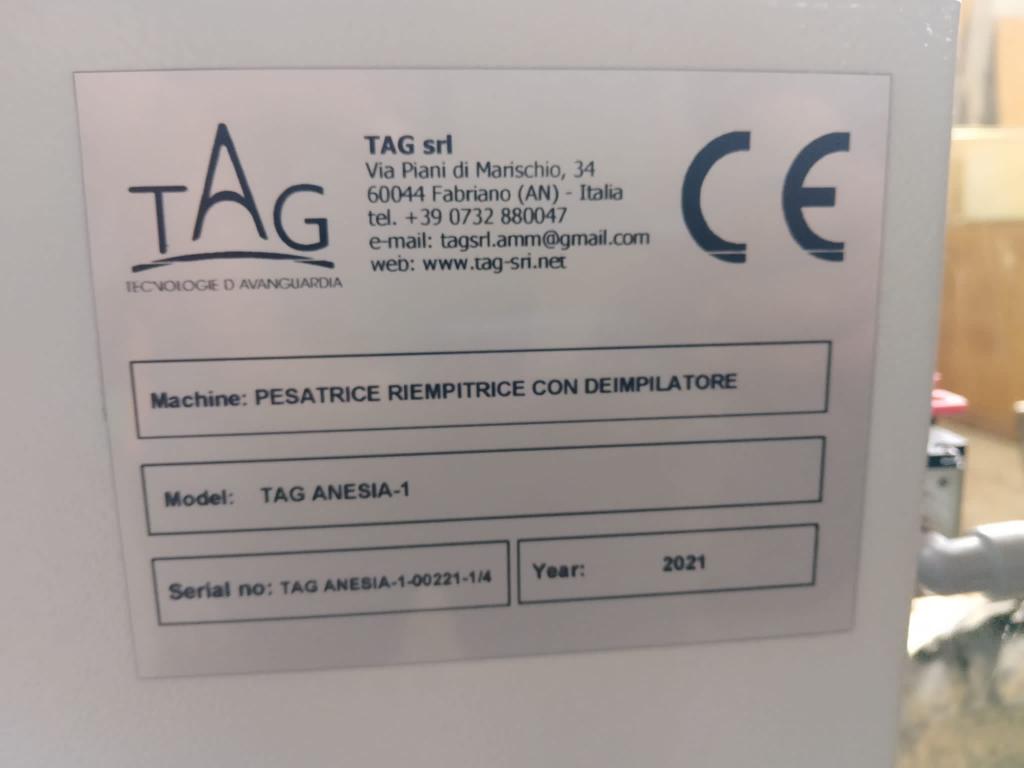 TAG
TECNOLOGIE D AVANGUARDIA
TAG srl
Via Piani di Marischio, 34
60044 Fabriano (AN) - Italia
tel. +39 0732 880047
e-mail: tagsrl.amm@gmail.com
web: www.tag-srl.net
CE
Machine: PESATRICE RIEMPITRICE CON DEIMPILATORE
Model: TAG ANESIA-1
Serial no: TAG ANESIA-1-00221-1/4
Year: 2021